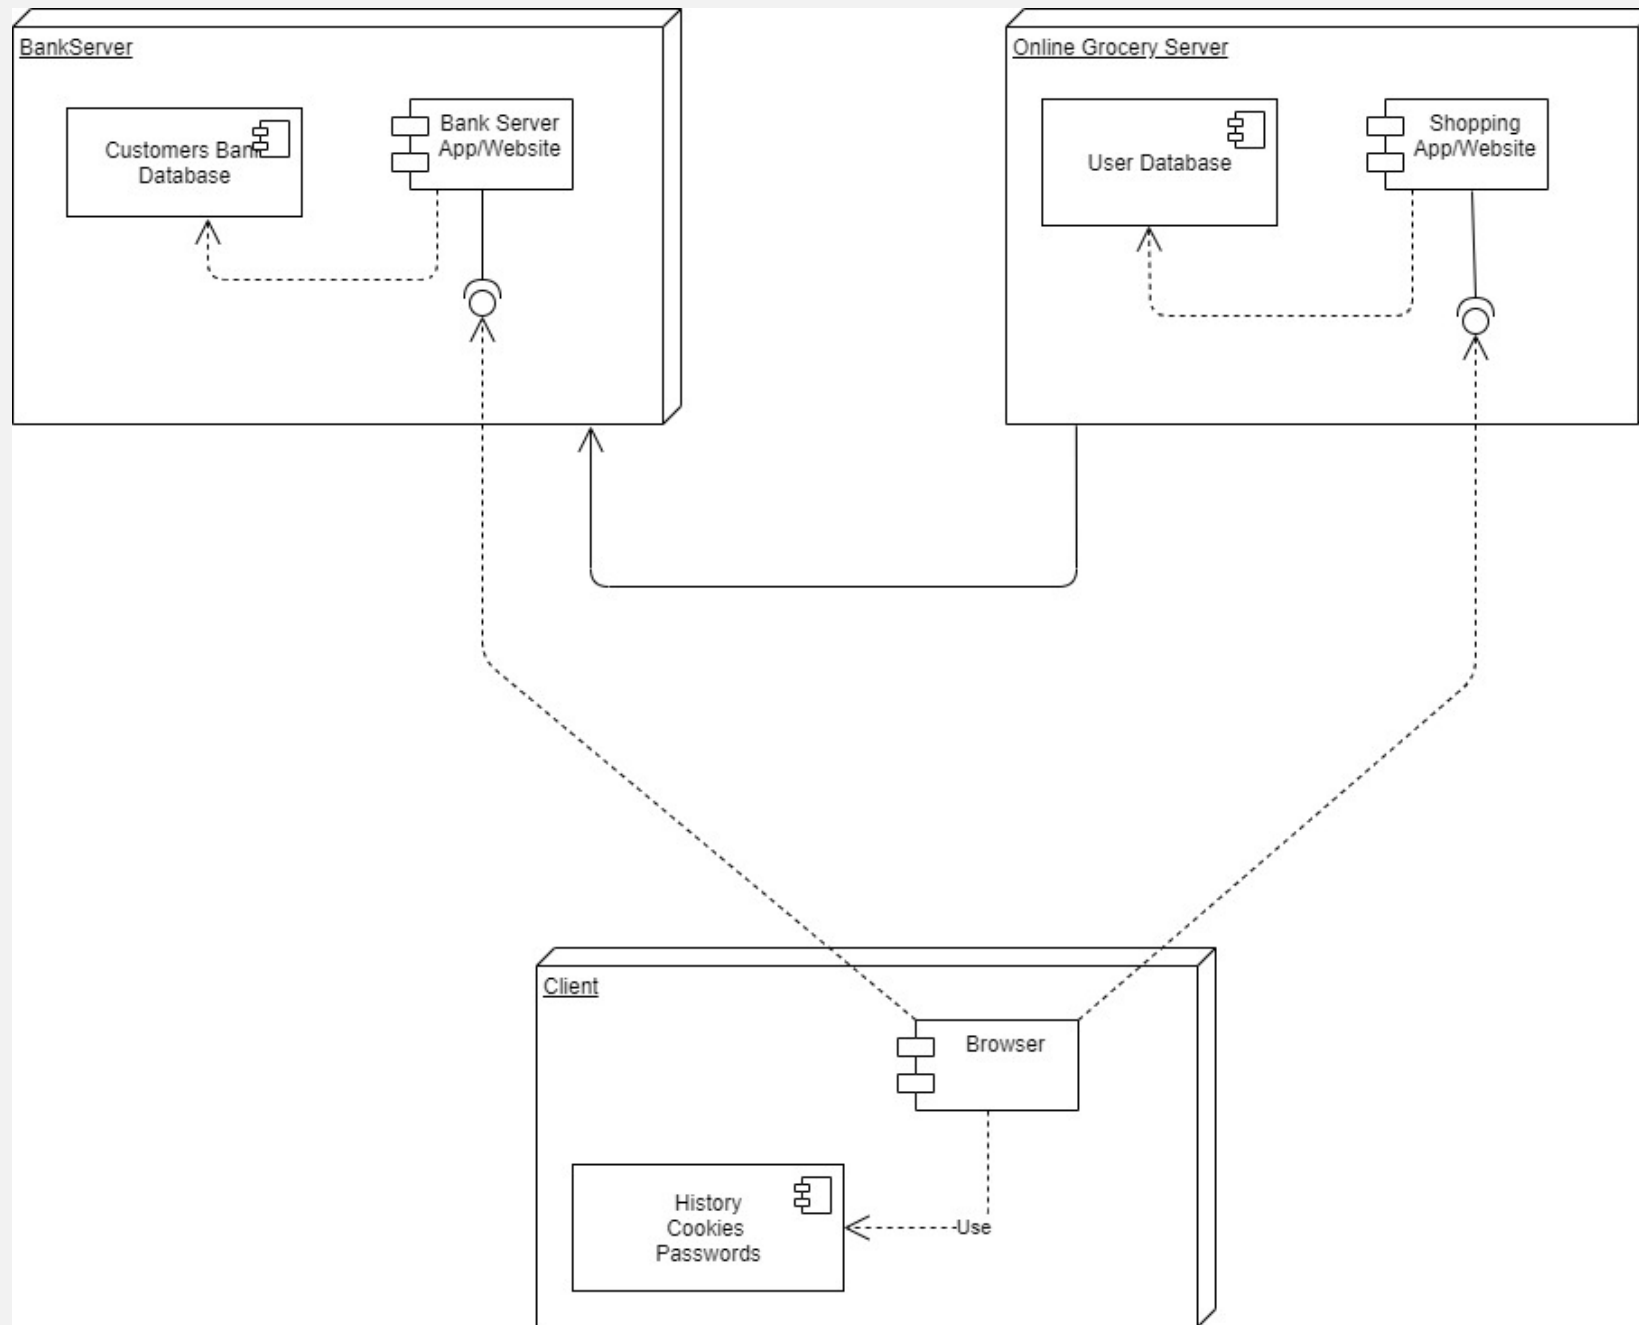 BankServer
Customers Ban
Database
Bank Server
App/Website
Online Grocery Server
User Database
Shopping
App/Website
Client
Browser
History
Cookies
Passwords
Use